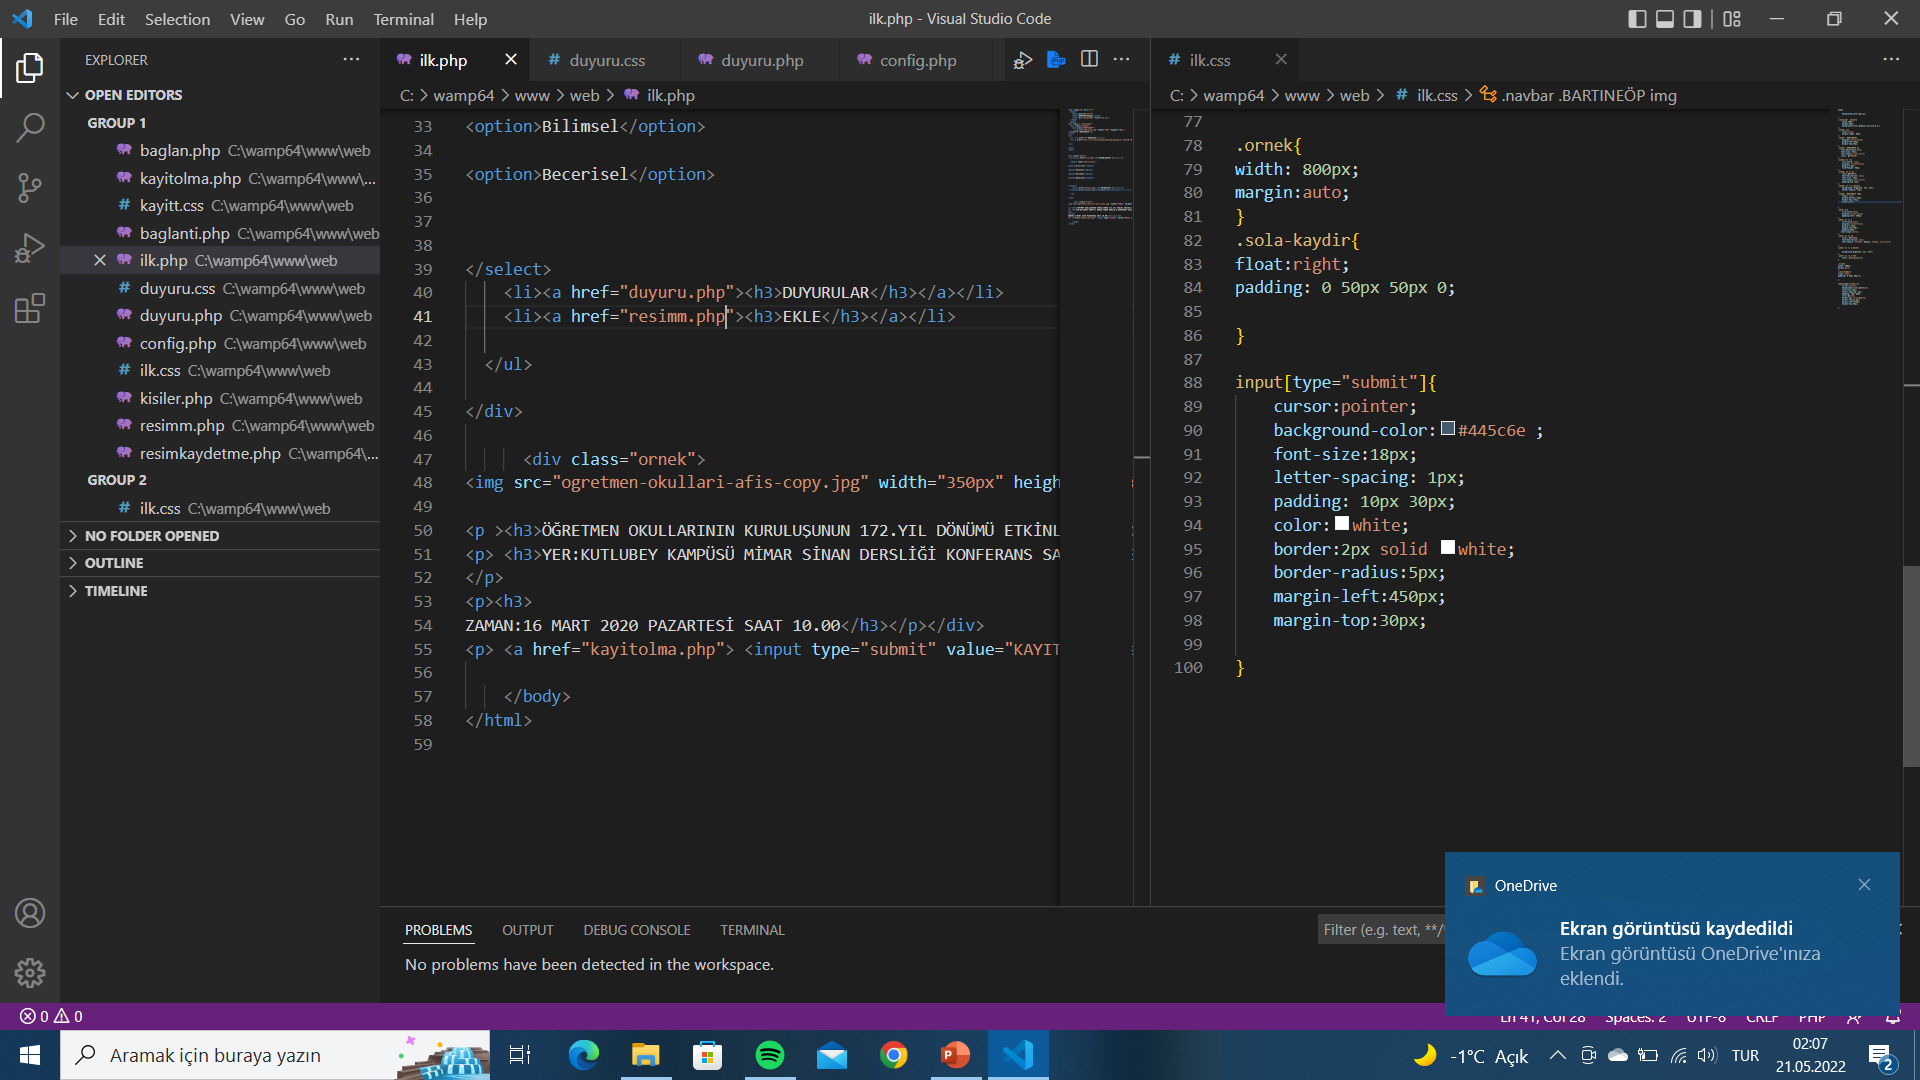 File Edit Selection View Go Run Terminal Help
ilk.php - Visual Studio Code
EXPLORER
OPEN EDITORS
GROUP 1
baglan.php C:\wamp64\www\web
kayitolma.php C:\wamp64\www\...
kayitt.css C:\wamp64\www\web
baglanti.php C:\wamp64\www\web
ilk.php C:\wamp64\www\web
duyuru.css C:\wamp64\www\web
duyuru.php C:\wamp64\www\web
config.php C:\wamp64\www\web
ilk.css C:\wamp64\www\web
kisiler.php C:\wamp64\www\web
resimm.php C:\wamp64\www\web
resimkaydetme.php C:\wamp64\...
GROUP 2
ilk.css C:\wamp64\www\web
NO FOLDER OPENED
OUTLINE
TIMELINE
ilk.php duyuru.css duyuru.php config.php
C: > wamp64 > www > web > ilk.php
33 <option>Bilimsel</option>
34
35 <option>Becerisel</option>
36
37
38
39 </select>
40 <li><a href="duyuru.php"><h3>DUYURULAR</h3></a></li>
41 <li><a href="resimm.php"><h3>EKLE</h3></a></li>
42
43 </ul>
44
45 </div>
46
47 <div class="ornek">
48 <img src="ogretmen-okullari-afis-copy.jpg" width="350px" heigh
49
50 <p ><h3>ÖĞRETMEN OKULLARININ KURULUŞUNUN 172.YIL DÖNÜMÜ ETKİNL
51 <p> <h3>YER:KUTLUBEY KAMPÜSÜ MİMAR SİNAN DERSLİĞİ KONFERANS SA
52 </p>
53 <p><h3>
54 ZAMAN:16 MART 2020 PAZARTESİ SAAT 10.00</h3></p></div>
55 <p> <a href="kayitolma.php"> <input type="submit" value="KAYIT
56
57 </body>
58 </html>
59
ilk.css
C: > wamp64 > www > web > ilk.css > .navbar .BARTINEÖP img
77
78 .ornek{
79 width: 800px;
80 margin:auto;
81 }
82 .sola-kaydir{
83 float:right;
84 padding: 0 50px 50px 0;
85
86 }
87
88 input[type="submit"]{
89 cursor:pointer;
90 background-color:#445c6e ;
91 font-size:18px;
92 letter-spacing: 1px;
93 padding: 10px 30px;
94 color:white;
95 border:2px solid white;
96 border-radius:5px;
97 margin-left:450px;
98 margin-top:30px;
99
100 }
PROBLEMS OUTPUT DEBUG CONSOLE TERMINAL
Filter (e.g. text, **/
No problems have been detected in the workspace.
OneDrive
Ekran görüntüsü kaydedildi
Ekran görüntüsü OneDrive'ınıza
eklendi.
0 0
Ln 41, Col 28 Spaces: 2 UTF-8 CRLF PHP
Aramak için buraya yazın
-1°C Açık
TUR
02:07
21.05.2022
2